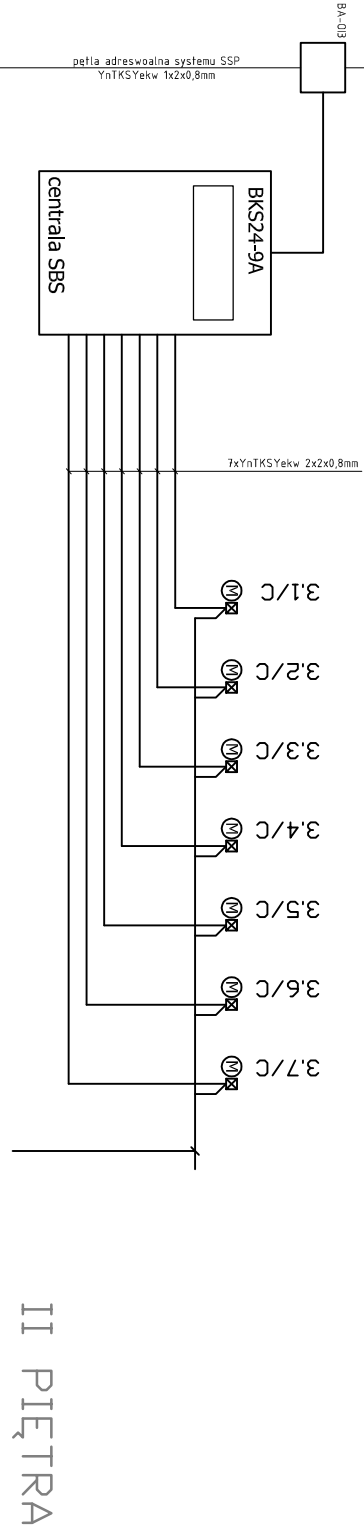 BA-013
pętla adreswoalna systemu SSP
YnTKSYekw 1x2x0,8mm
BKS24-9A
centrala SBS
7xYnTKSYekw 2x2x0,8mm
M 3.1/C
M 3.2/C
M 3.3/C
M 3.4/C
M 3.5/C
M 3.6/C
M 3.7/C
II PIĘTRA